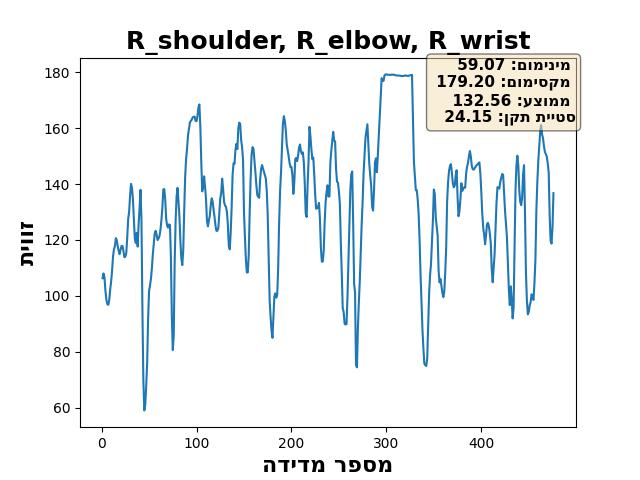 R_shoulder, R_elbow, R_wrist
מינימום: 59.07
מקסימום: 179.20
ממוצע: 132.56
סטיית תקן: 24.15
180
160
140
120
100
80
60
זווית
0 100 200 300 400
מספר מדידה